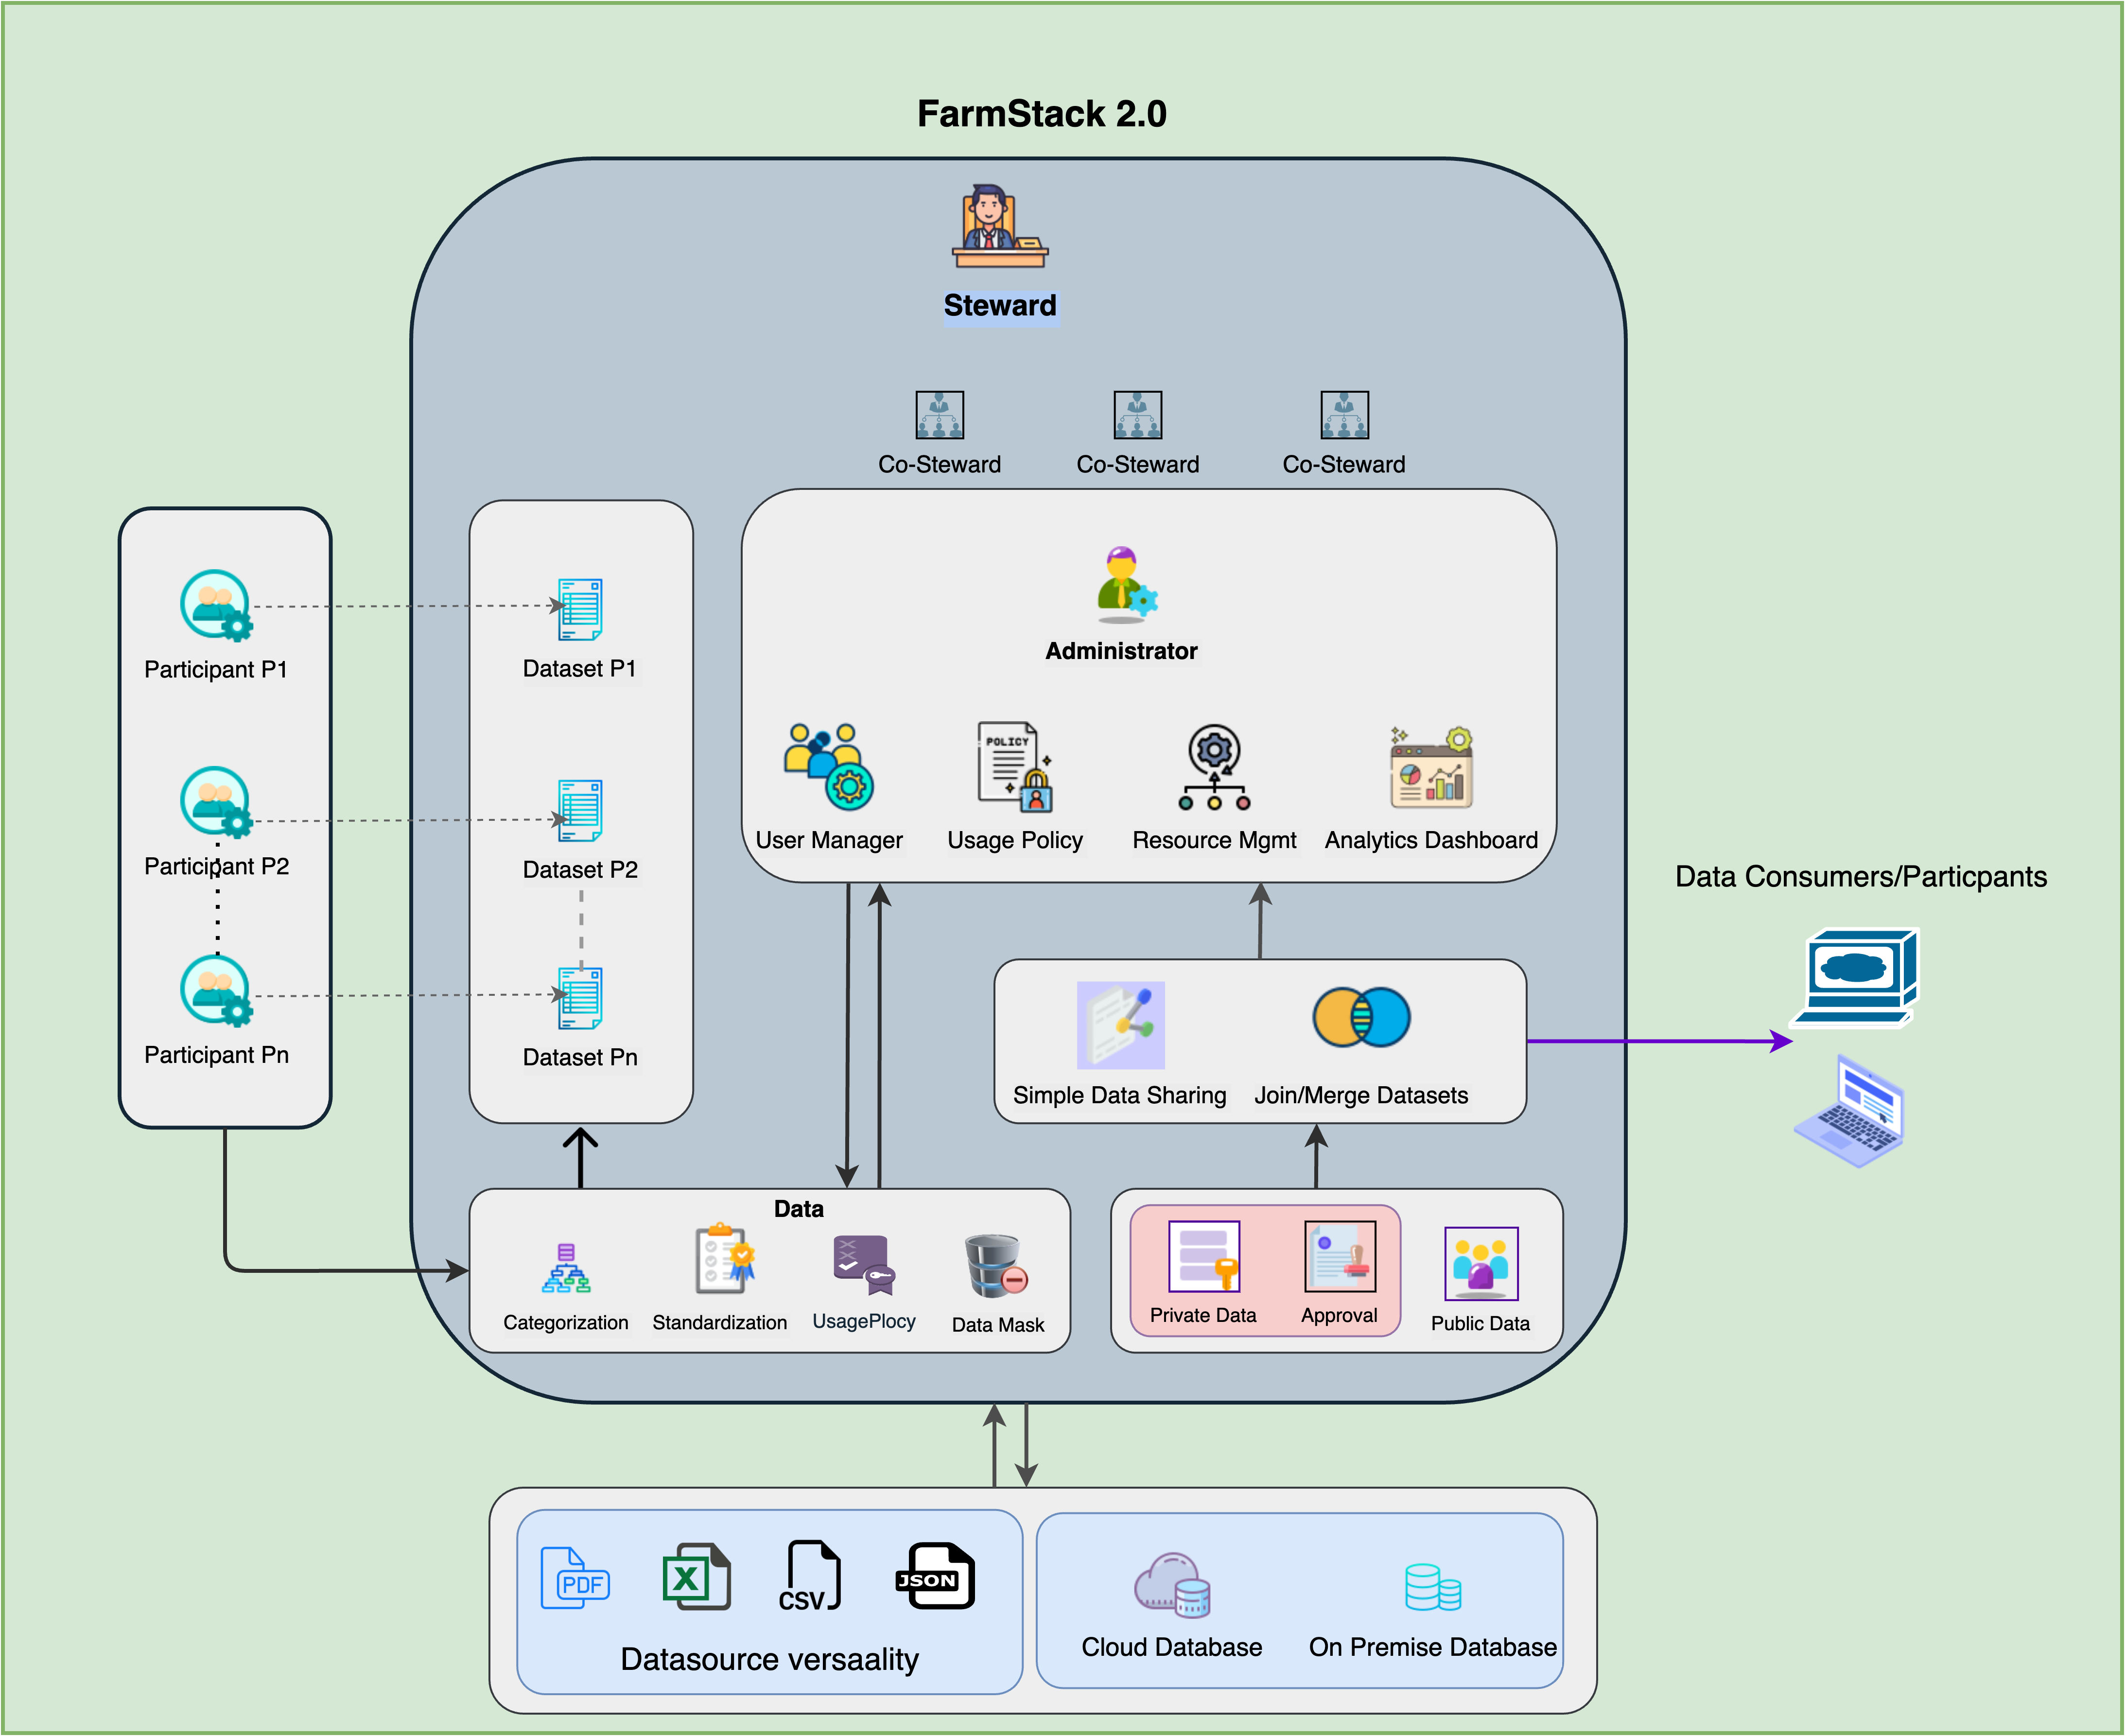 FarmStack 2.0
Steward
Co-Steward
Co-Steward
Co-Steward
Participant P1
Participant P2
Participant Pn
Dataset P1
Dataset P2
Dataset Pn
Administrator
POLICY
User Manager
Usage Policy
Resource Mgmt
Analytics Dashboard
Data Consumers/Particpants
Simple Data Sharing
Join/Merge Datasets
Data
Categorization
Standardization
UsagePlocy
Data Mask
Private Data
Approval
Public Data
PDF
X
CSV
JSON
Datasource versaality
Cloud Database
On Premise Database